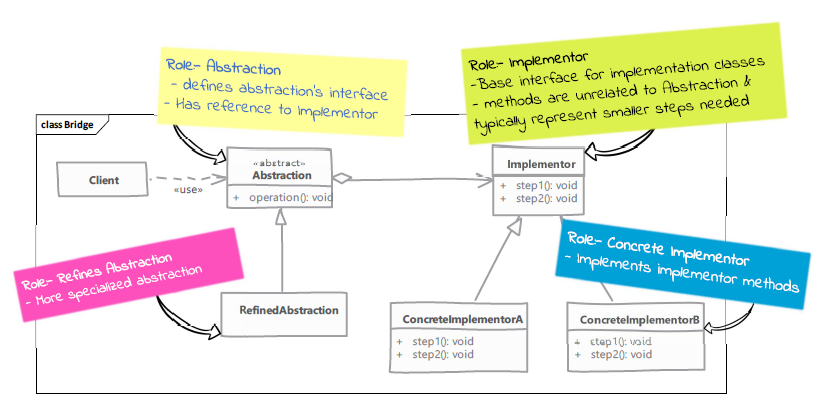 Role- Abstraction
- defines abstraction's interface
- Has reference to implementor
Role- Implementor
-Base interface for implementation classes
- methods are unrelated to Abstraction &
typically represent smaller steps needed
class Bridge
Client
«use»
«abstract»
Abstraction
+ operation(): void
Implementor
+ step1(): void
+ step2(): void
Role- Refines Abstraction
- More specialized abstraction
Role- Concrete Implementor
- Implements implementor methods
RefinedAbstraction
ConcreteImplementorA
+ step1(): void
+ step2(): void
ConcreteImplementorB
+ step1(): void
+ step2(): void